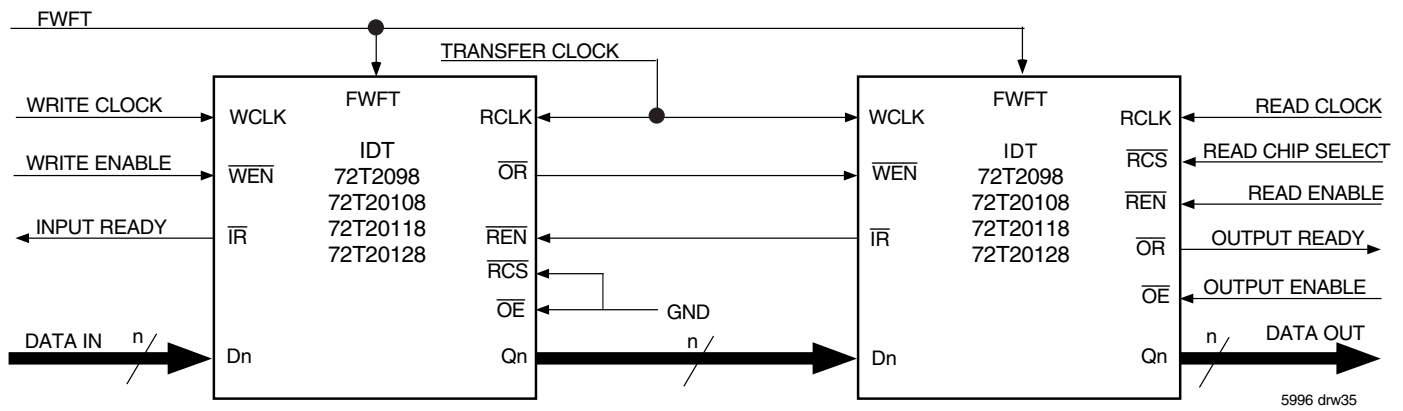 FWFT
TRANSFER CLOCK
WRITE CLOCK
WRITE ENABLE
INPUT READY
DATA IN
n
FWFT
WCLK
WEN
IR
Dn
IDT
72T2098
72T20108
72T20118
72T20128
RCLK
OR
REN
RCS
OE
Qn
GND
n
FWFT
WCLK
WEN
IR
Dn
IDT
72T2098
72T20108
72T20118
72T20128
RCLK
RCS
REN
OR
OE
Qn
READ CLOCK
READ CHIP SELECT
READ ENABLE
OUTPUT READY
OUTPUT ENABLE
n
DATA OUT
5996 drw35